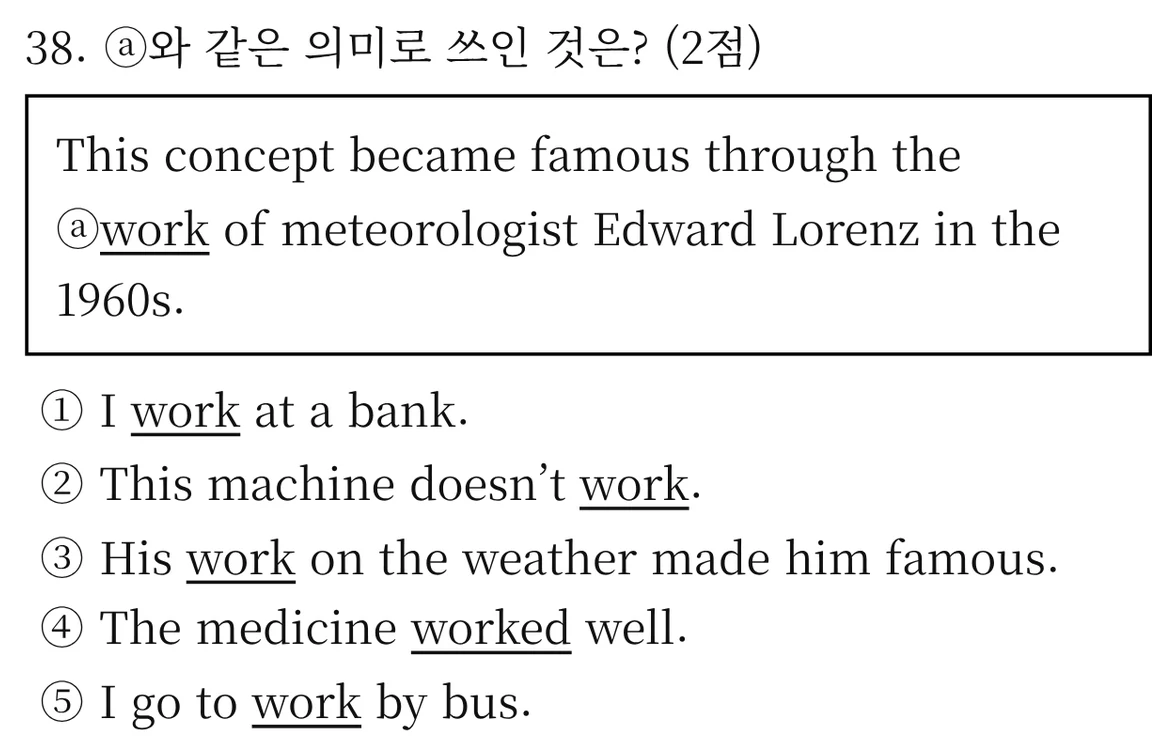 38. ⓐ와 같은 의미로 쓰인 것은? (2점)
This concept became famous through the
ⓐwork of meteorologist Edward Lorenz in the
1960s.
① I work at a bank.
② This machine doesn’t work.
③ His work on the weather made him famous.
④ The medicine worked well.
⑤ I go to work by bus.